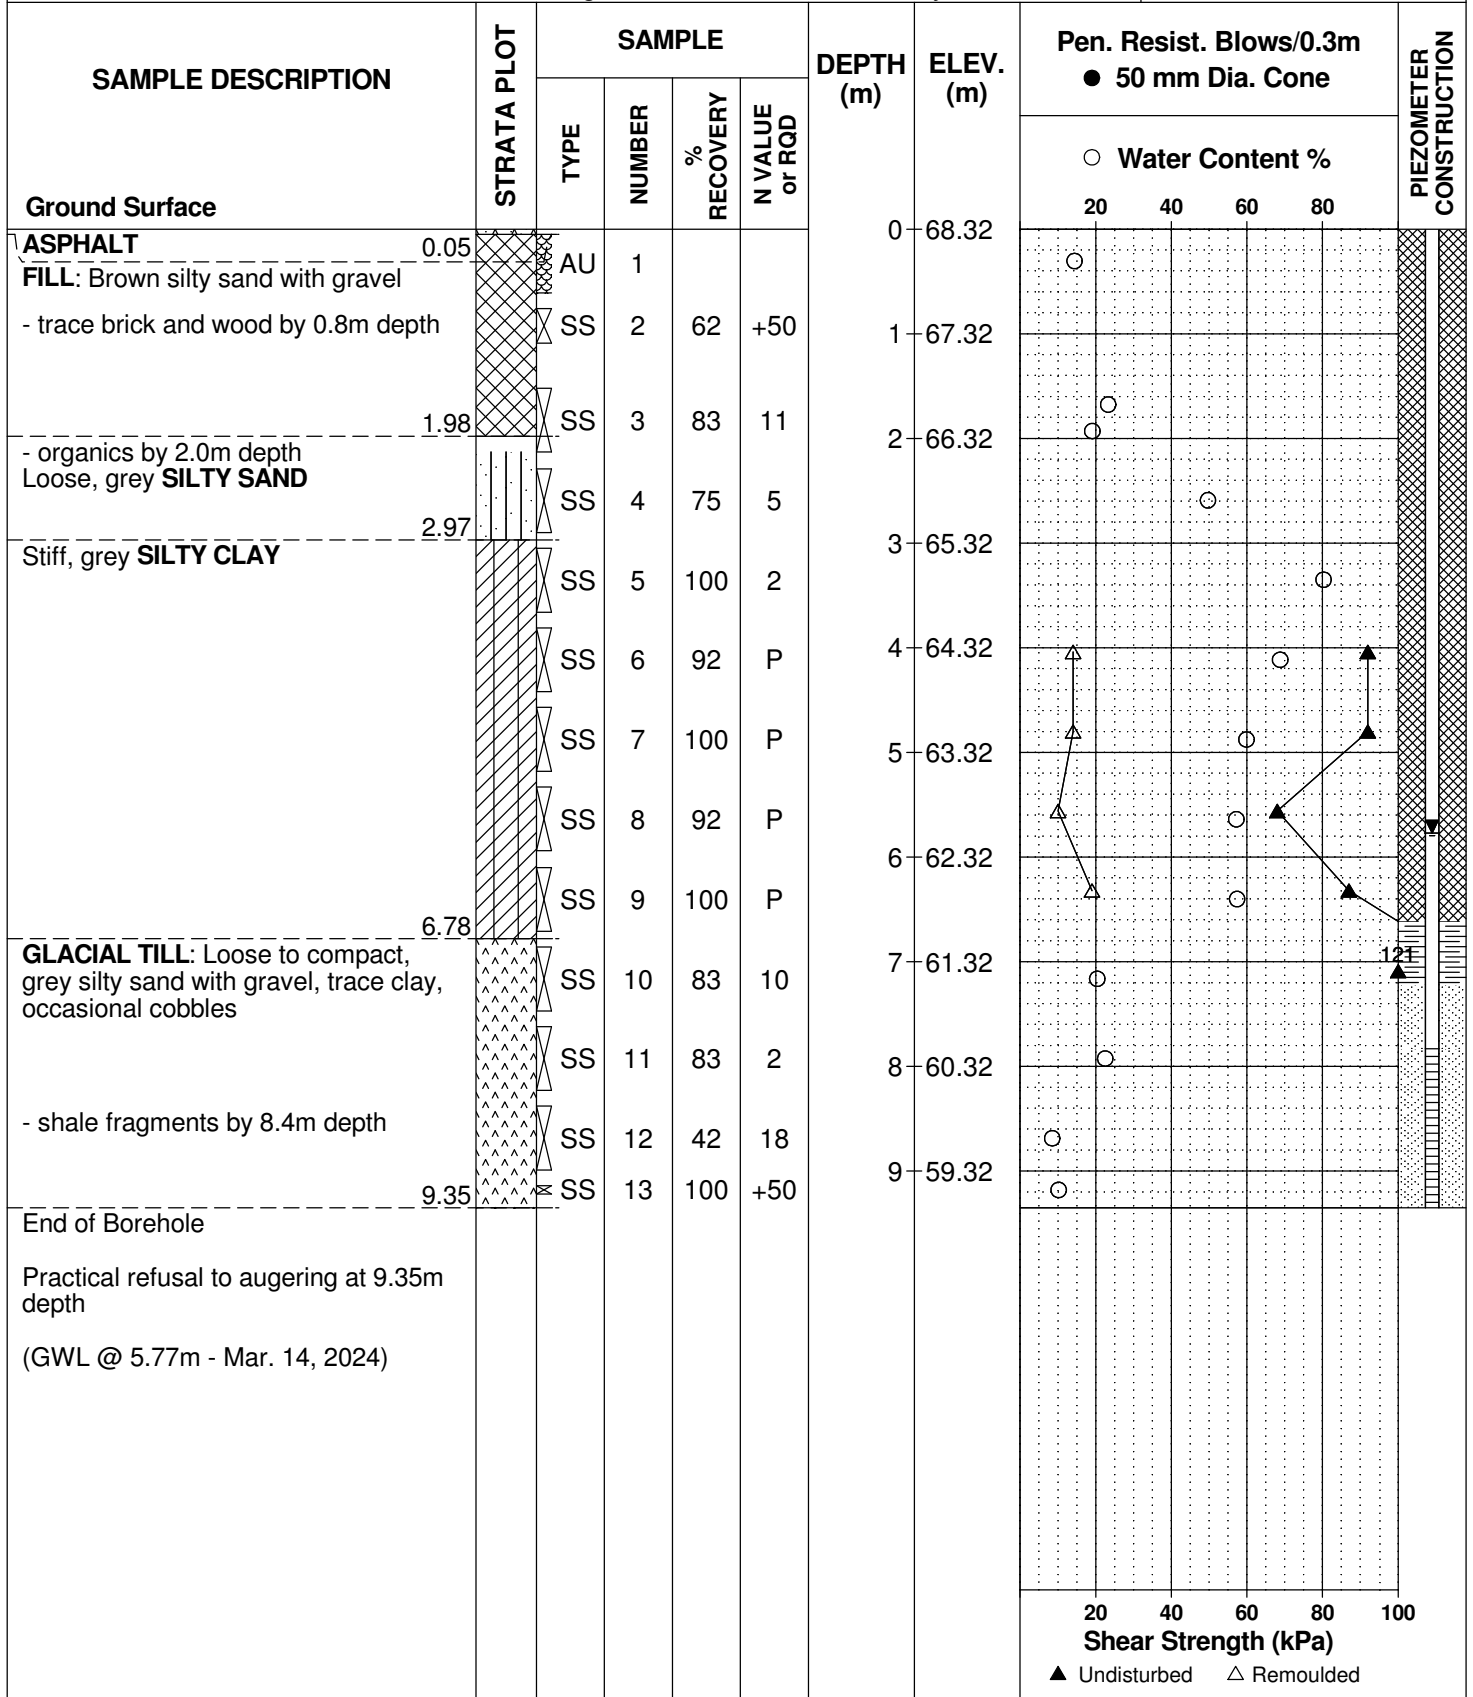 SAMPLE DESCRIPTION
STRATA PLOT
SAMPLE
TYPE
NUMBER
% RECOVERY
N VALUE or RQD
DEPTH (m)
ELEV. (m)
Pen. Resist. Blows/0.3m
● 50 mm Dia. Cone
○ Water Content %
20 40 60 80
PIEZOMETER CONSTRUCTION
Ground Surface
0 68.32
ASPHALT 0.05
AU 1
FILL: Brown silty sand with gravel
- trace brick and wood by 0.8m depth
SS 2 62 +50
1 67.32
1.98
SS 3 83 11
2 66.32
- organics by 2.0m depth
Loose, grey SILTY SAND
SS 4 75 5
2.97
3 65.32
Stiff, grey SILTY CLAY
SS 5 100 2
4 64.32
SS 6 92 P
SS 7 100 P
5 63.32
SS 8 92 P
6 62.32
SS 9 100 P
6.78
GLACIAL TILL: Loose to compact,
grey silty sand with gravel, trace clay,
occasional cobbles
121
7 61.32
SS 10 83 10
SS 11 83 2
8 60.32
- shale fragments by 8.4m depth
SS 12 42 18
9 59.32
9.35
SS 13 100 +50
End of Borehole
Practical refusal to augering at 9.35m
depth
(GWL @ 5.77m - Mar. 14, 2024)
20 40 60 80 100
Shear Strength (kPa)
▲ Undisturbed △ Remoulded